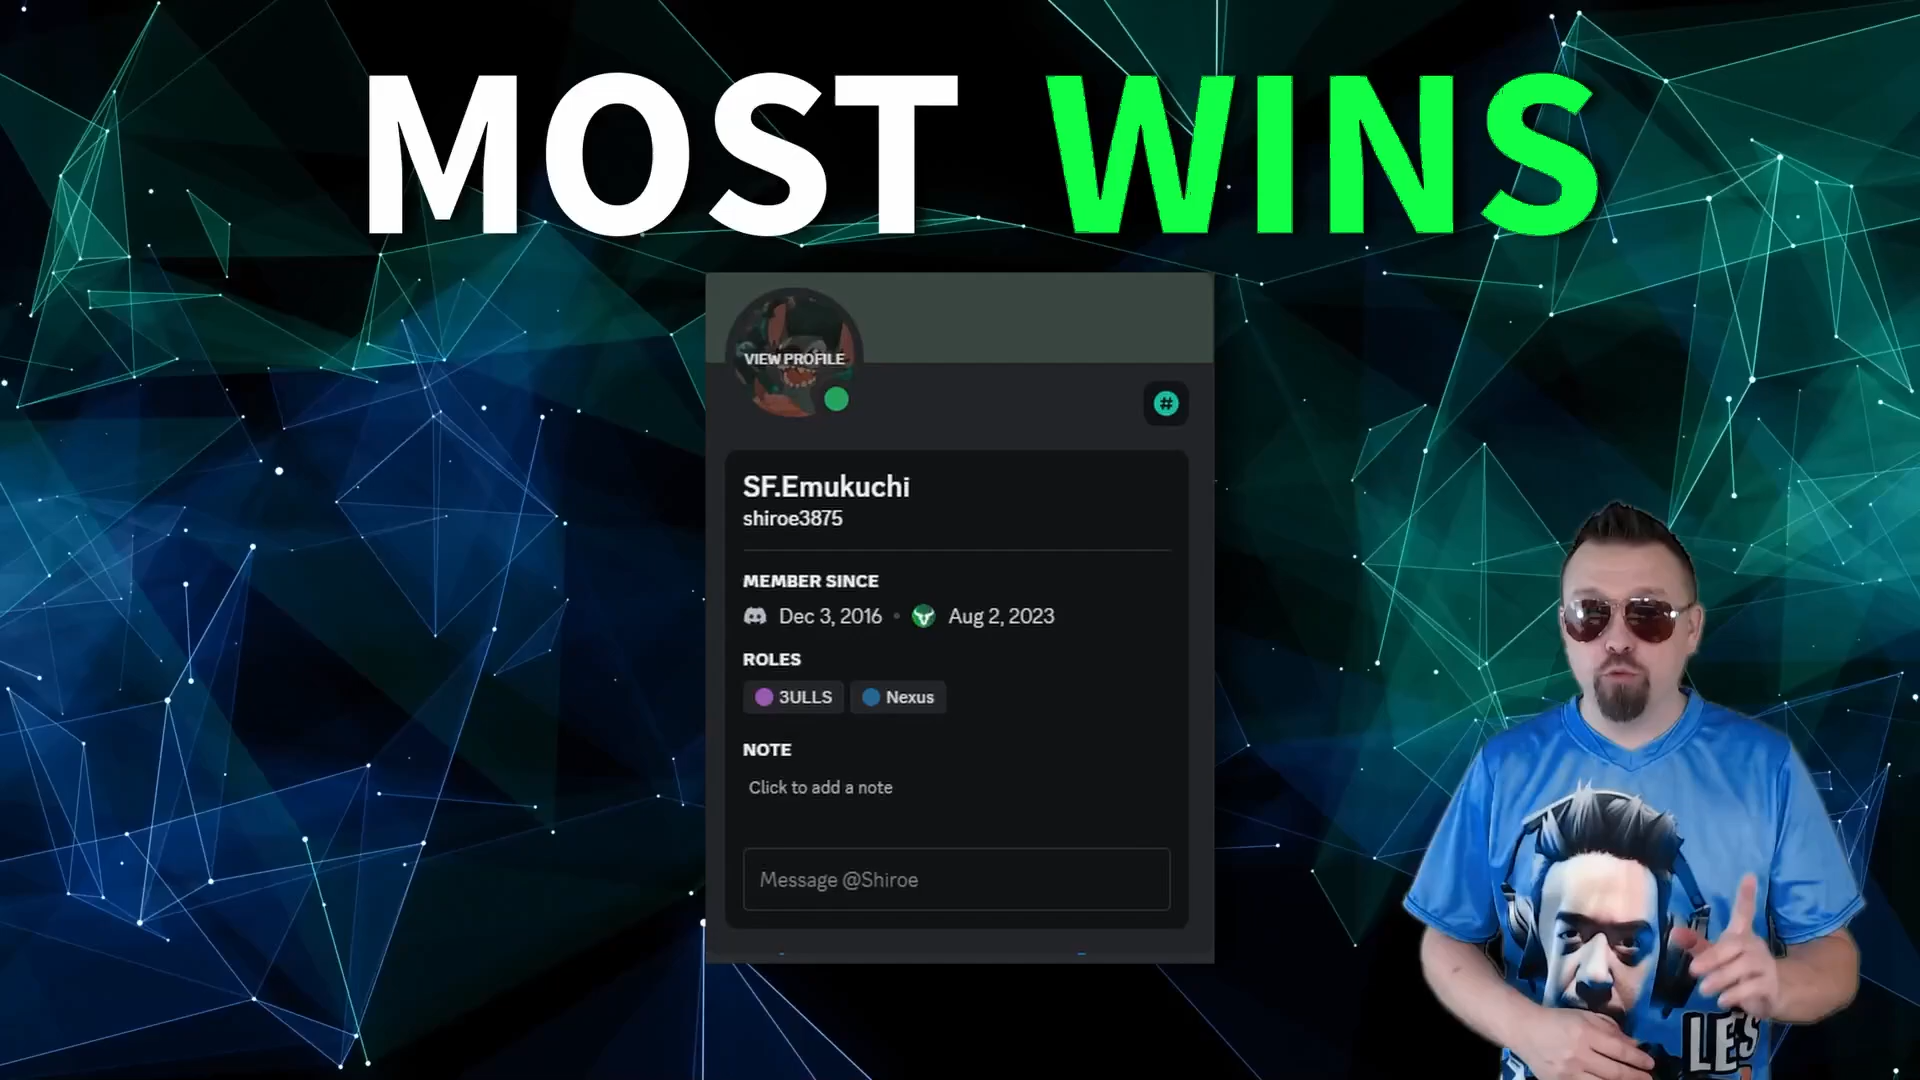 MOST WINS
VIEW PROFILE
SF.Emukuchi
shiroe3875
MEMBER SINCE
Dec 3, 2016 • Aug 2, 2023
ROLES
3ULLS Nexus
NOTE
Click to add a note
Message @Shiroe
LES